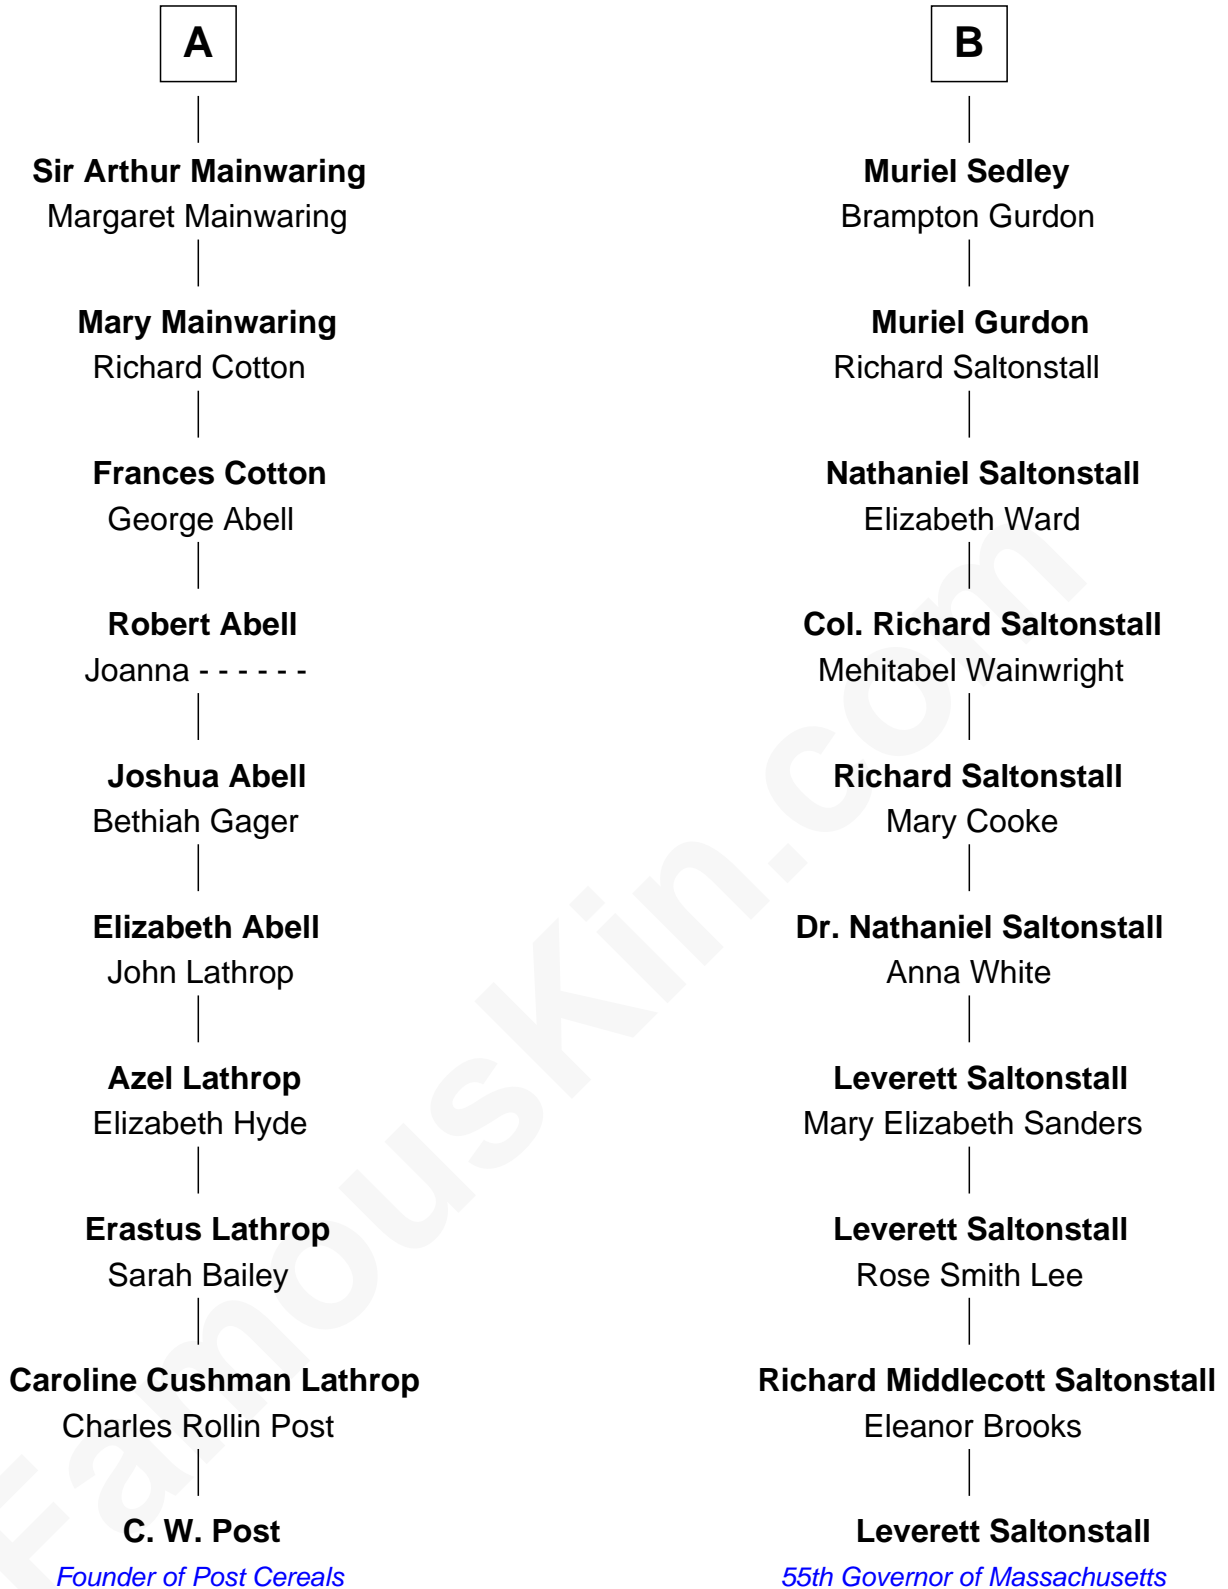 A
Sir Arthur Mainwaring
Margaret Mainwaring
Mary Mainwaring
Richard Cotton
Frances Cotton
George Abell
Robert Abell
Joanna - - - - - -
Joshua Abell
Bethiah Gager
Elizabeth Abell
John Lathrop
Azel Lathrop
Elizabeth Hyde
Erastus Lathrop
Sarah Bailey
Caroline Cushman Lathrop
Charles Rollin Post
C. W. Post
Founder of Post Cereals
B
Muriel Sedley
Brampton Gurdon
Muriel Gurdon
Richard Saltonstall
Nathaniel Saltonstall
Elizabeth Ward
Col. Richard Saltonstall
Mehitabel Wainwright
Richard Saltonstall
Mary Cooke
Dr. Nathaniel Saltonstall
Anna White
Leverett Saltonstall
Mary Elizabeth Sanders
Leverett Saltonstall
Rose Smith Lee
Richard Middlecott Saltonstall
Eleanor Brooks
Leverett Saltonstall
55th Governor of Massachusetts
FamousKin.com